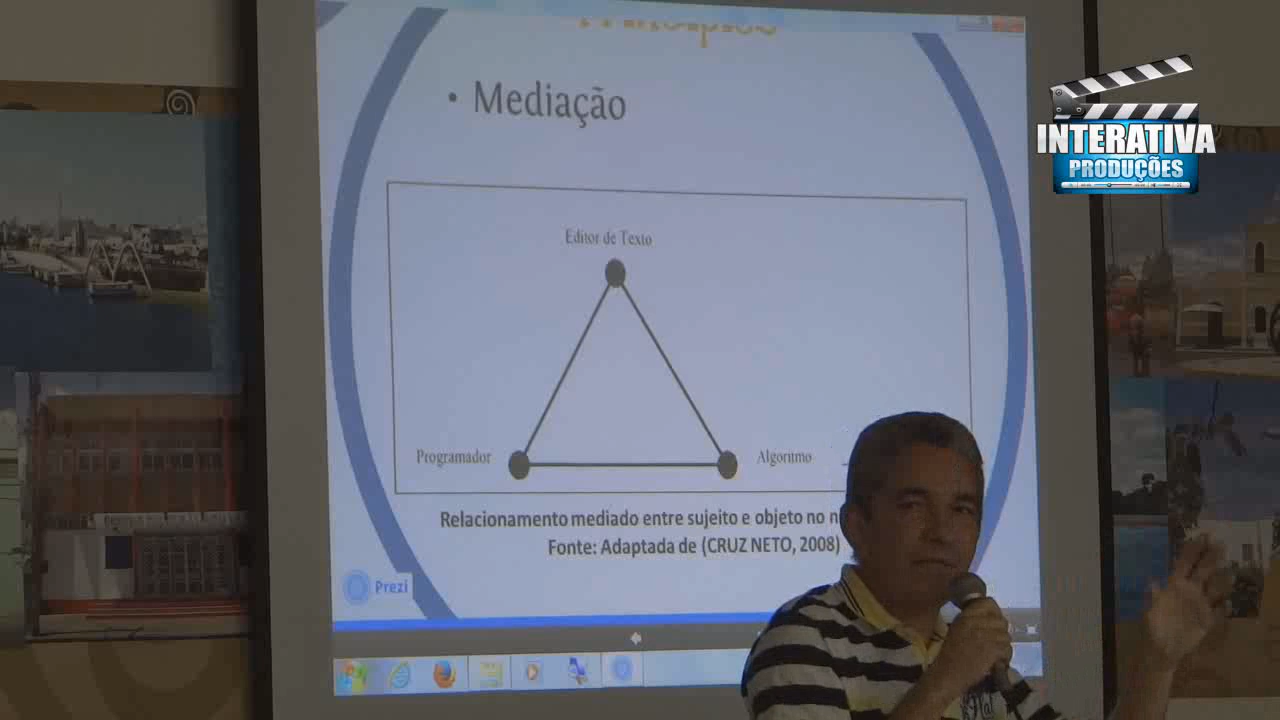 Princípios
• Mediação
INTERATIVA
PRODUÇÕES
Editor de Texto
Programador
Algoritmo
Relacionamento mediado entre sujeito e objeto no
Fonte: Adaptada de (CRUZ NETO, 2008)
Prezi